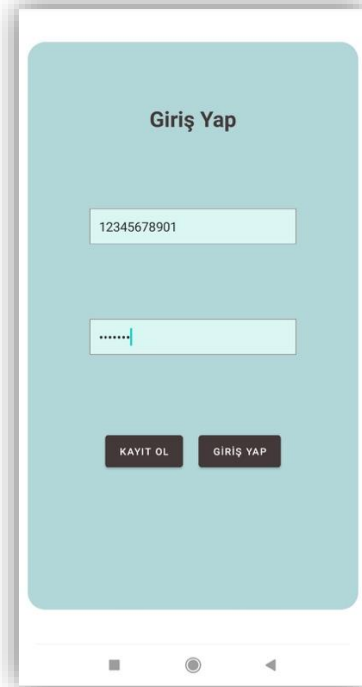 Giriş Yap
12345678901
•••••••
KAYIT OL GİRİŞ YAP